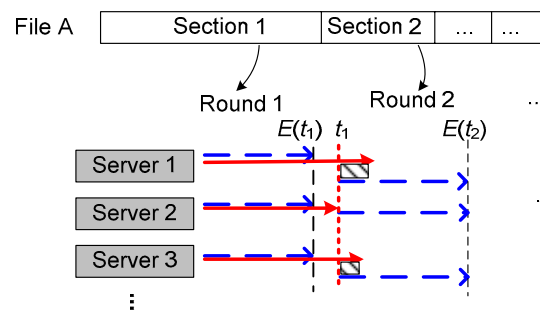 File A Section 1 Section 2 ... ...
Round 1 Round 2 ..
E(t₁) t₁ E(t₂)
Server 1
Server 2
Server 3
⋮